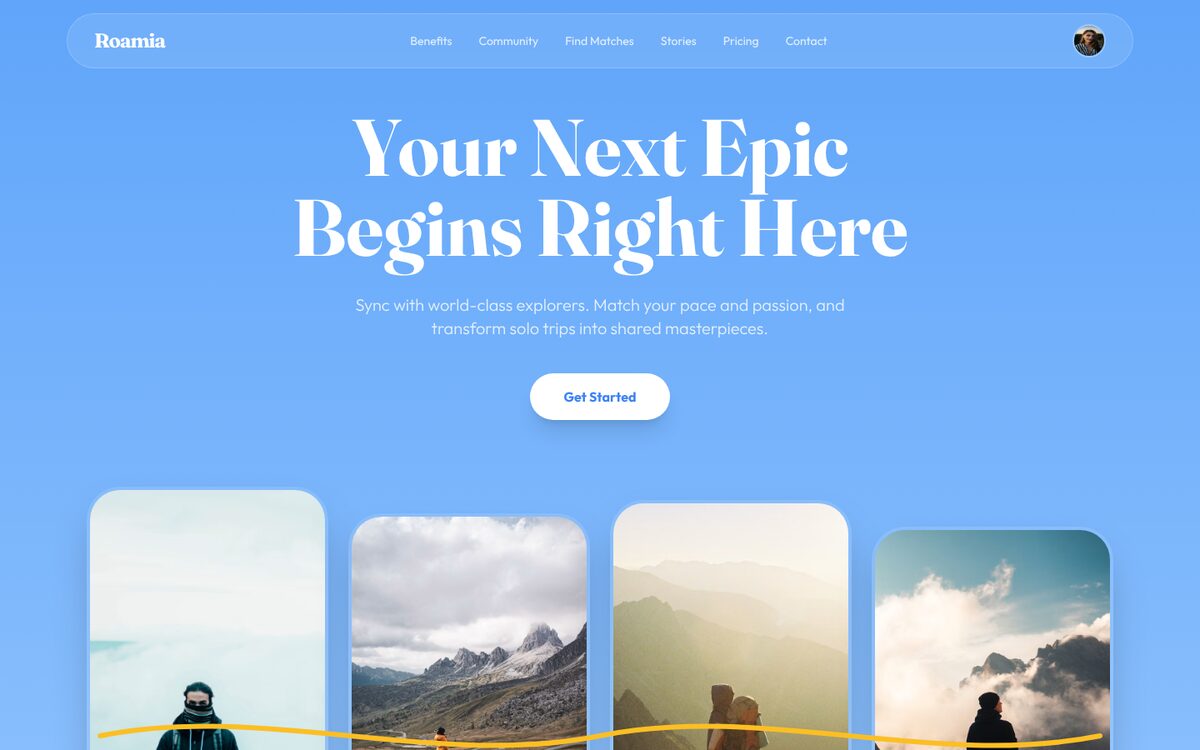 Roamia
Benefits
Community
Find Matches
Stories
Pricing
Contact
Your Next Epic
Begins Right Here
Sync with world-class explorers. Match your pace and passion, and
transform solo trips into shared masterpieces.
Get Started